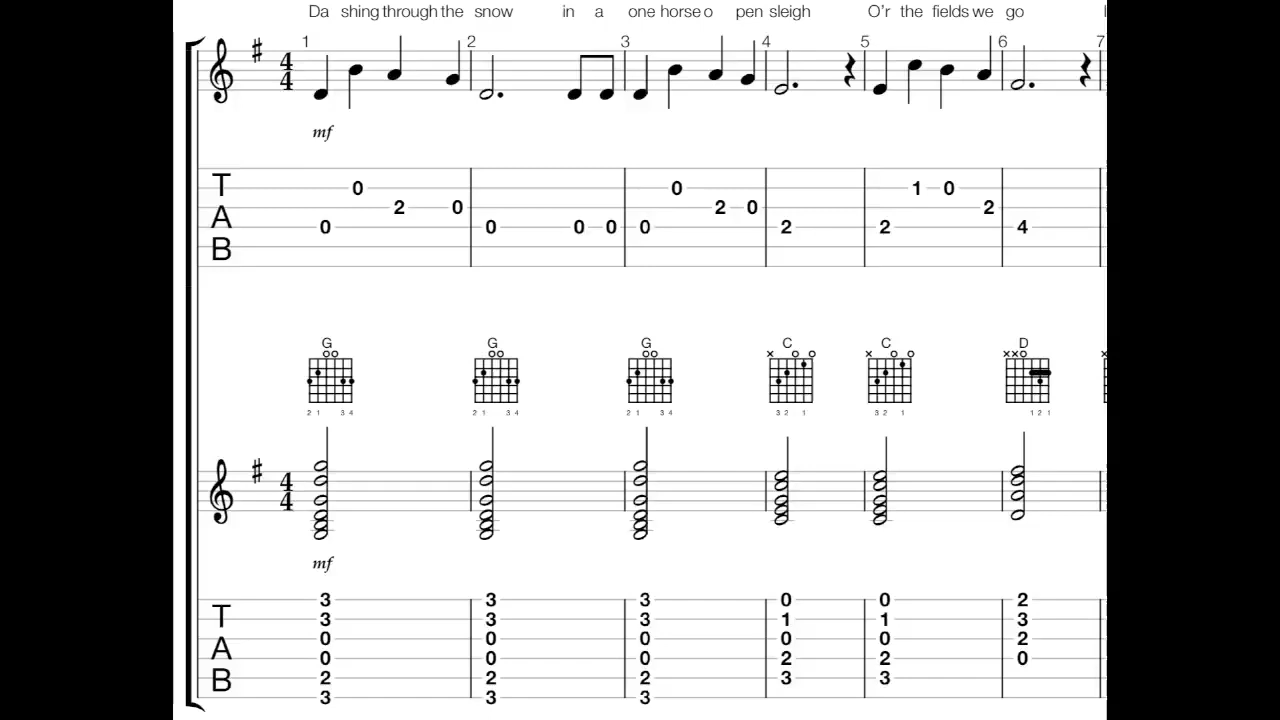 Da shing through the snow in a one horse o pen sleigh O'r the fields we go
1 2 3 4 5 6 7
4
4
mf
T 0 0 1 0
2 0 2 0 2
A 0 0 0 0 0 2 2 4
B
G G G C C D
2 1 3 4 2 1 3 4 2 1 3 4 3 2 1 3 2 1 1 2 1
4
4
mf
3 3 3 0 0 2
T 3 3 3 1 1 3
0 0 0 0 0 2
A 0 0 0 2 2 0
B 2 2 2 3 3
3 3 3